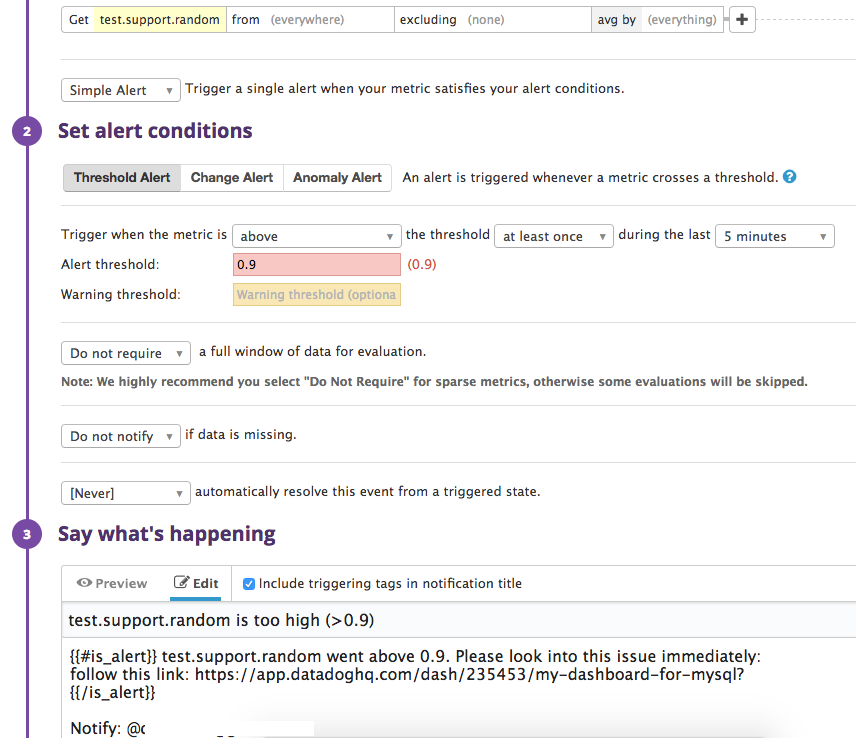 Get test.support.random from (everywhere) excluding (none) avg by (everything) +
Simple Alert Trigger a single alert when your metric satisfies your alert conditions.
2 Set alert conditions
Threshold Alert Change Alert Anomaly Alert An alert is triggered whenever a metric crosses a threshold. ?
Trigger when the metric is above the threshold at least once during the last 5 minutes
Alert threshold: 0.9 (0.9)
Warning threshold: Warning threshold (optiona
Do not require a full window of data for evaluation.
Note: We highly recommend you select "Do Not Require" for sparse metrics, otherwise some evaluations will be skipped.
Do not notify if data is missing.
[Never] automatically resolve this event from a triggered state.
3 Say what's happening
Preview Edit Include triggering tags in notification title
test.support.random is too high (>0.9)
{{#is_alert}} test.support.random went above 0.9. Please look into this issue immediately:
follow this link: https://app.datadoghq.com/dash/235453/my-dashboard-for-mysql?
{{/is_alert}}
Notify: